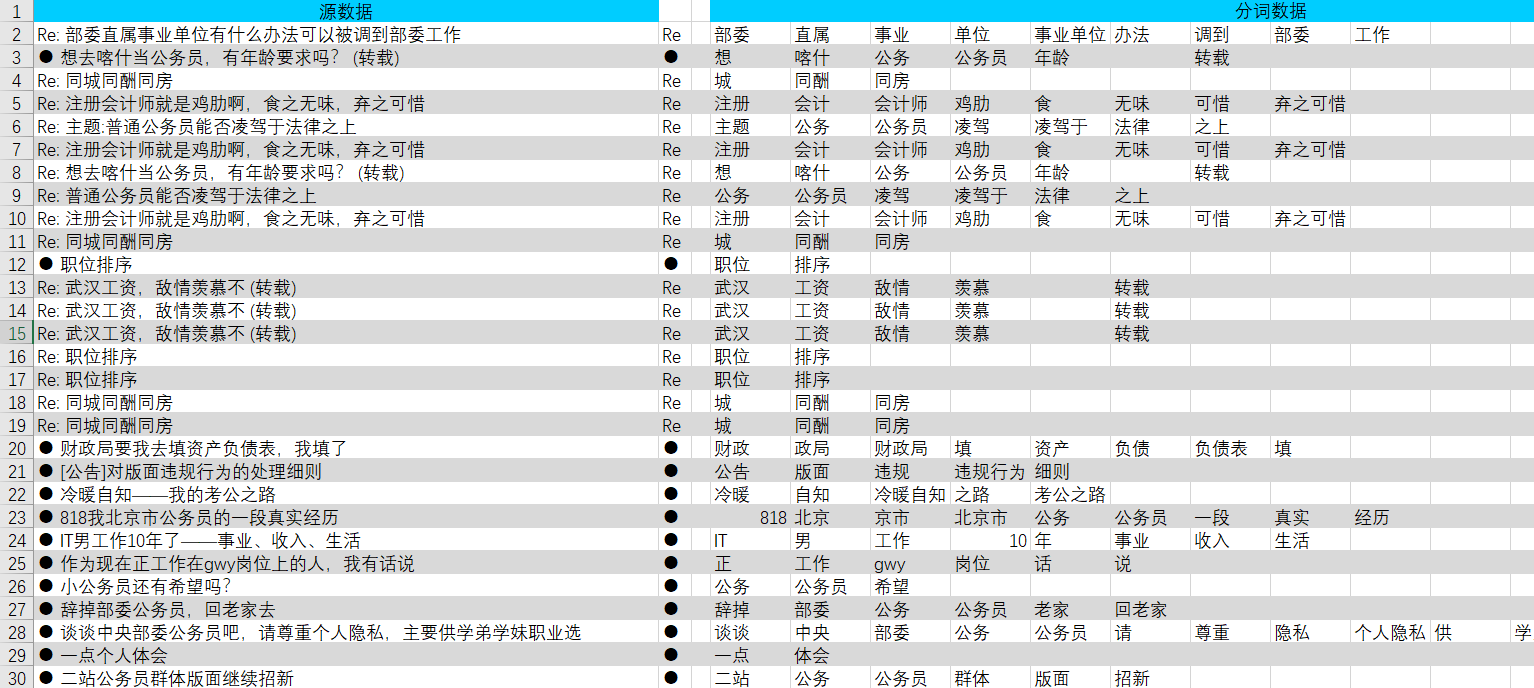 1 源数据 分词数据
2 Re: 部委直属事业单位有什么办法可以被调到部委工作 Re 部委 直属 事业 单位 事业单位 办法 调到 部委 工作
3 ● 想去喀什当公务员，有年龄要求吗？ (转载) ● 想 喀什 公务 公务员 年龄 转载
4 Re: 同城同酬同房 Re 城 同酬 同房
5 Re: 注册会计师就是鸡肋啊，食之无味，弃之可惜 Re 注册 会计 会计师 鸡肋 食 无味 可惜 弃之可惜
6 Re: 主题:普通公务员能否凌驾于法律之上 Re 主题 公务 公务员 凌驾 凌驾于 法律 之上
7 Re: 注册会计师就是鸡肋啊，食之无味，弃之可惜 Re 注册 会计 会计师 鸡肋 食 无味 可惜 弃之可惜
8 Re: 想去喀什当公务员，有年龄要求吗？ (转载) Re 想 喀什 公务 公务员 年龄 转载
9 Re: 普通公务员能否凌驾于法律之上 Re 公务 公务员 凌驾 凌驾于 法律 之上
10 Re: 注册会计师就是鸡肋啊，食之无味，弃之可惜 Re 注册 会计 会计师 鸡肋 食 无味 可惜 弃之可惜
11 Re: 同城同酬同房 Re 城 同酬 同房
12 ● 职位排序 ● 职位 排序
13 Re: 武汉工资，敌情羡慕不 (转载) Re 武汉 工资 敌情 羡慕 转载
14 Re: 武汉工资，敌情羡慕不 (转载) Re 武汉 工资 敌情 羡慕 转载
15 Re: 武汉工资，敌情羡慕不 (转载) Re 武汉 工资 敌情 羡慕 转载
16 Re: 职位排序 Re 职位 排序
17 Re: 职位排序 Re 职位 排序
18 Re: 同城同酬同房 Re 城 同酬 同房
19 Re: 同城同酬同房 Re 城 同酬 同房
20 ● 财政局要我去填资产负债表，我填了 ● 财政 政局 财政局 填 资产 负债 负债表 填
21 ● [公告]对版面违规行为的处理细则 ● 公告 版面 违规 违规行为 细则
22 ● 冷暖自知——我的考公之路 ● 冷暖 自知 冷暖自知 之路 考公之路
23 ● 818我北京市公务员的一段真实经历 ● 818 北京 京市 北京市 公务 公务员 一段 真实 经历
24 ● IT男工作10年了——事业、收入、生活 ● IT 男 工作 10 年 事业 收入 生活
25 ● 作为现在正工作在gwy岗位上的人，我有话说 ● 正 工作 gwy 岗位 话 说
26 ● 小公务员还有希望吗? ● 公务 公务员 希望
27 ● 辞掉部委公务员，回老家去 ● 辞掉 部委 公务 公务员 老家 回老家
28 ● 谈谈中央部委公务员吧，请尊重个人隐私，主要供学弟学妹职业选 ● 谈谈 中央 部委 公务 公务员 请 尊重 隐私 个人隐私 供 学
29 ● 一点个人体会 ● 一点 体会
30 ● 二站公务员群体版面继续招新 ● 二站 公务 公务员 群体 版面 招新